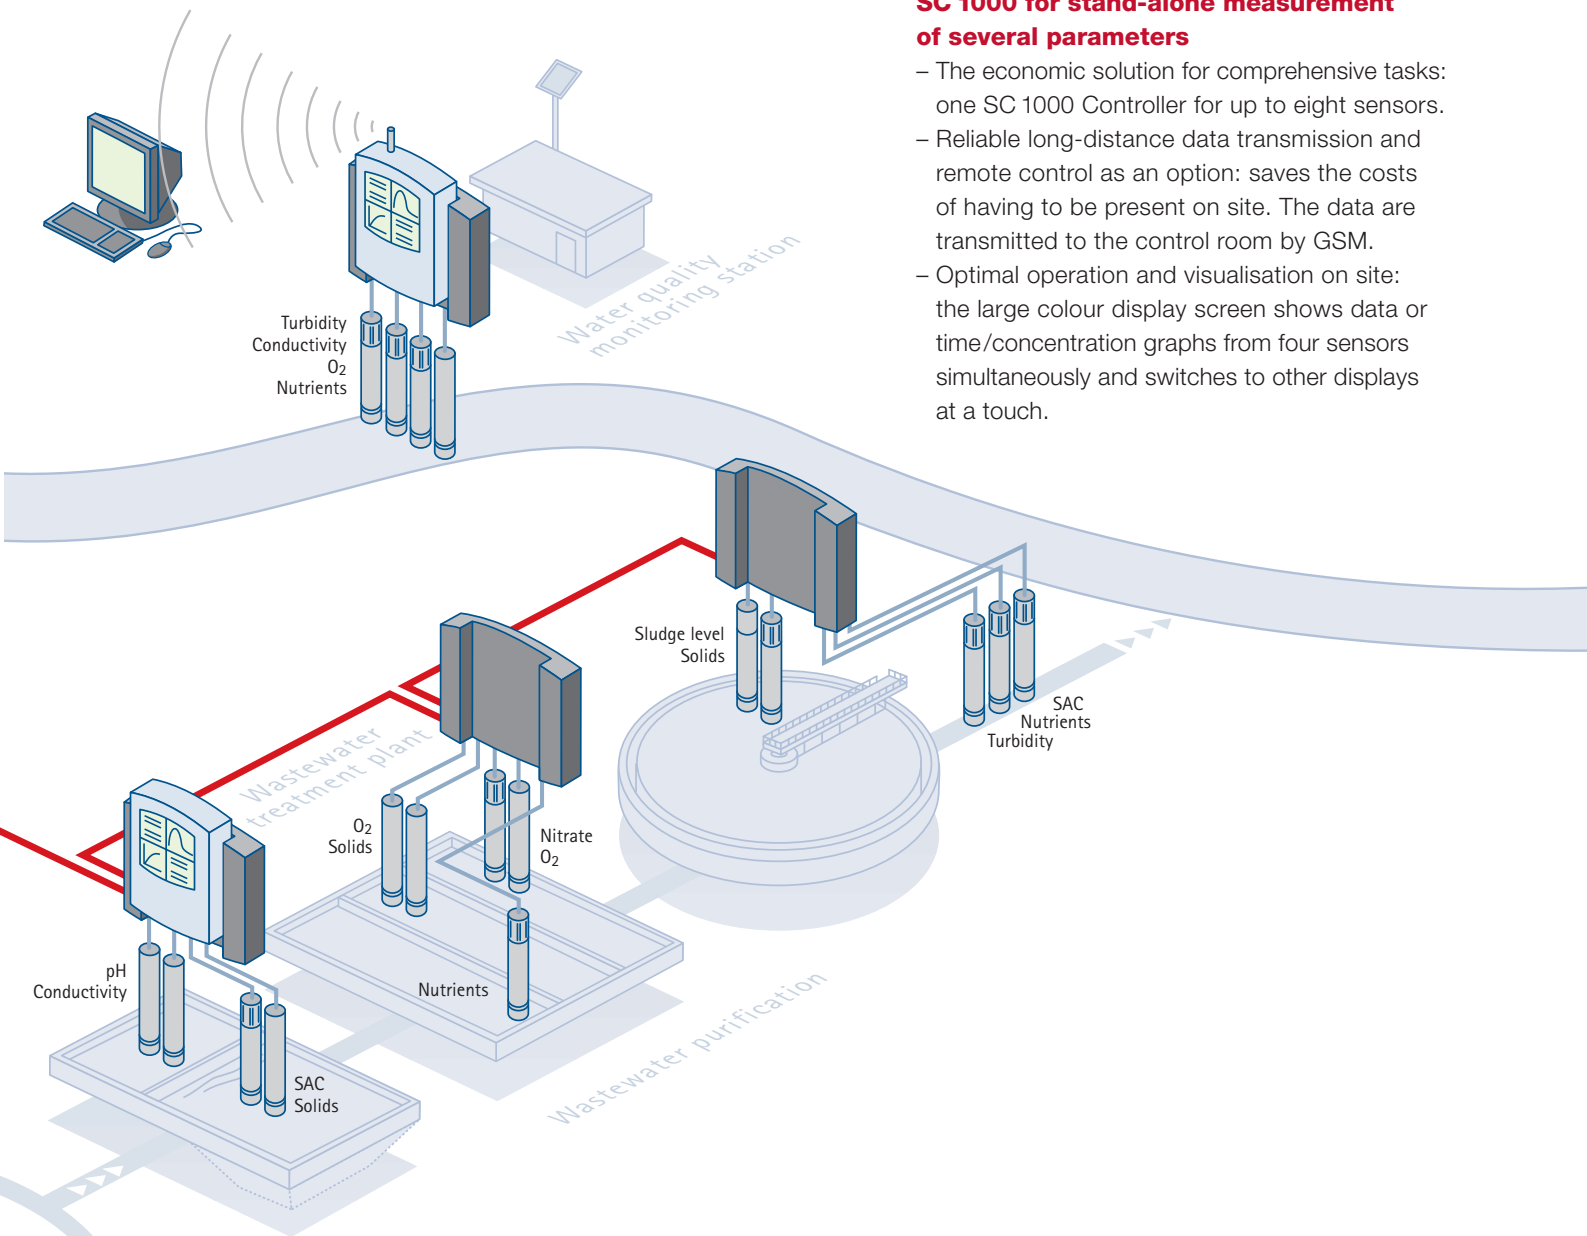 SC 1000 for stand-alone measurement
of several parameters
– The economic solution for comprehensive tasks:
one SC 1000 Controller for up to eight sensors.
– Reliable long-distance data transmission and
remote control as an option: saves the costs
of having to be present on site. The data are
transmitted to the control room by GSM.
– Optimal operation and visualisation on site:
the large colour display screen shows data or
time/concentration graphs from four sensors
simultaneously and switches to other displays
at a touch.
Water quality
monitoring station
Turbidity
Conductivity
O2
Nutrients
Sludge level
Solids
SAC
Nutrients
Turbidity
Wastewater
treatment plant
O2
Solids
Nitrate
O2
Nutrients
pH
Conductivity
SAC
Solids
Wastewater purification